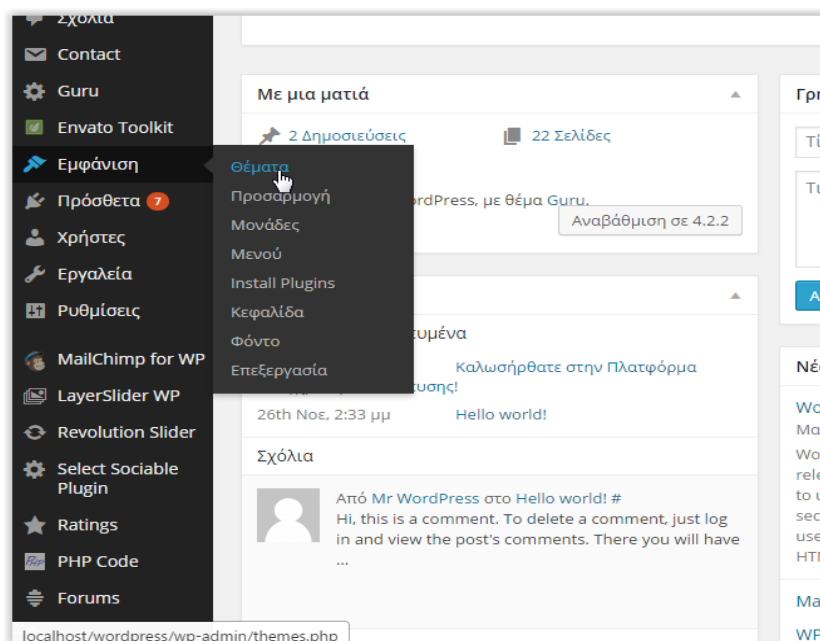 Σχόλια
Contact
Guru
Envato Toolkit
Εμφάνιση
Πρόσθετα 7
Χρήστες
Εργαλεία
Ρυθμίσεις
MailChimp for WP
LayerSlider WP
Revolution Slider
Select Sociable
Plugin
Ratings
PHP Code
Forums
localhost/wordpress/wp-admin/themes.php
Θέματα
Προσαρμογή
Μονάδες
Μενού
Install Plugins
Κεφαλίδα
Φόντο
Επεξεργασία
Με μια ματιά
2 Δημοσιεύσεις
22 Σελίδες
rdPress, με θέμα Guru.
Αναβάθμιση σε 4.2.2
Καλωσήρθατε στην Πλατφόρμα
26th Νοε, 2:33 μμ
Hello world!
Σχόλια
Από Mr WordPress στο Hello world! #
Hi, this is a comment. To delete a comment, just log
in and view the post's comments. There you will have
...